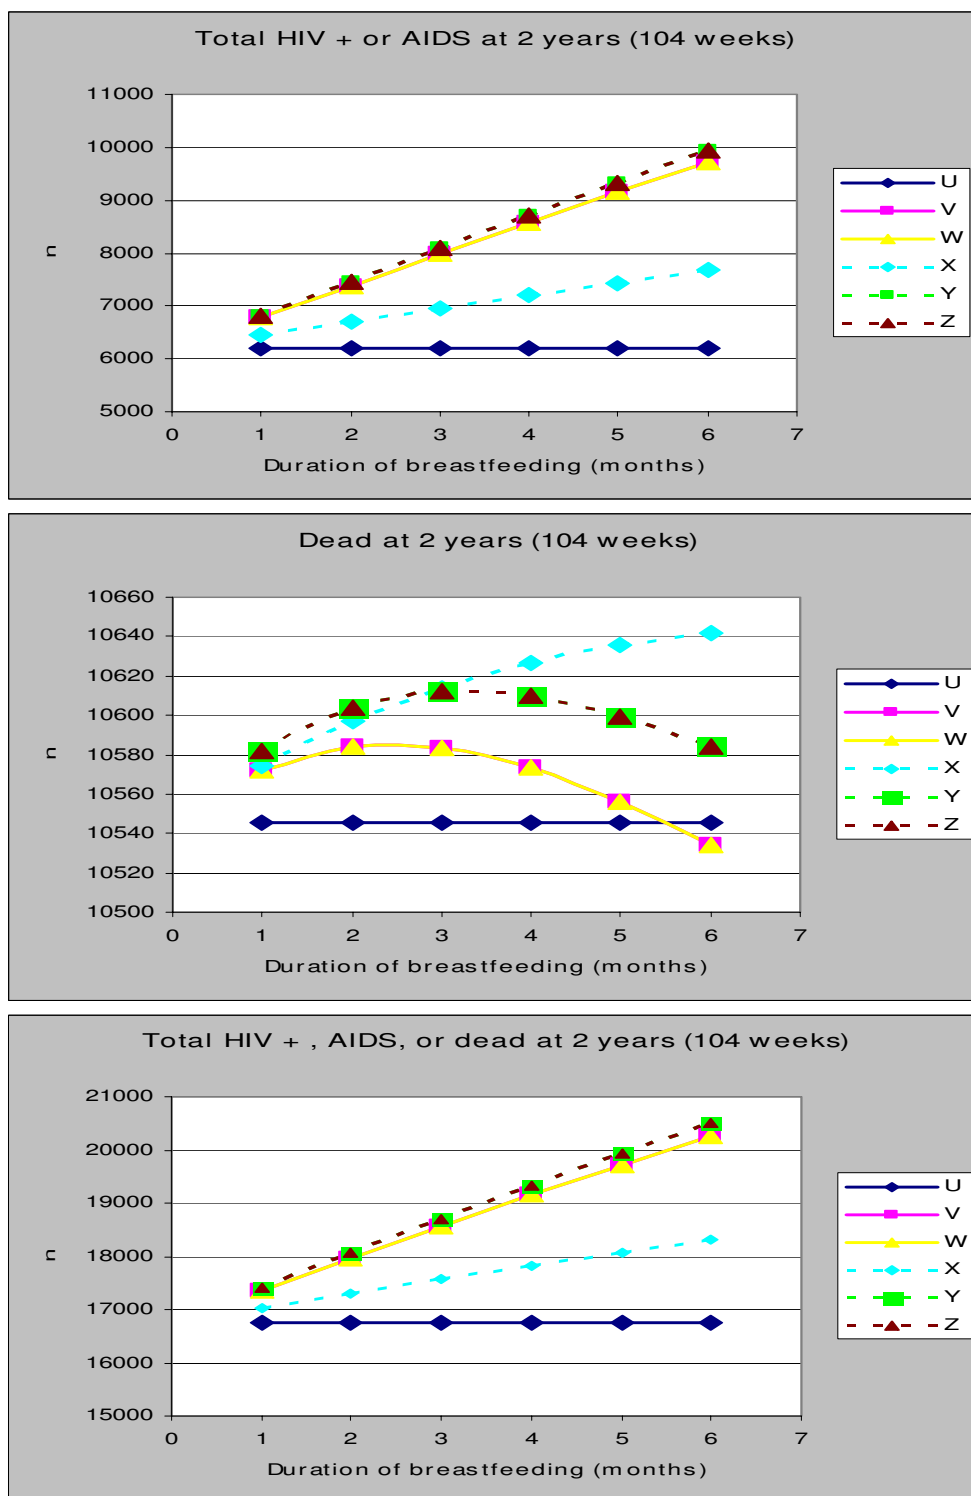 Total HIV + or AIDS at 2 years (104 weeks)
11000
10000
9000
8000
7000
6000
5000
n
0 1 2 3 4 5 6 7
Duration of breastfeeding (months)
U
V
W
X
Y
Z
Dead at 2 years (104 weeks)
10660
10640
10620
10600
10580
10560
10540
10520
10500
n
0 1 2 3 4 5 6 7
Duration of breastfeeding (months)
U
V
W
X
Y
Z
Total HIV + , AIDS, or dead at 2 years (104 weeks)
21000
20000
19000
18000
17000
16000
15000
n
0 1 2 3 4 5 6 7
Duration of breastfeeding (months)
U
V
W
X
Y
Z